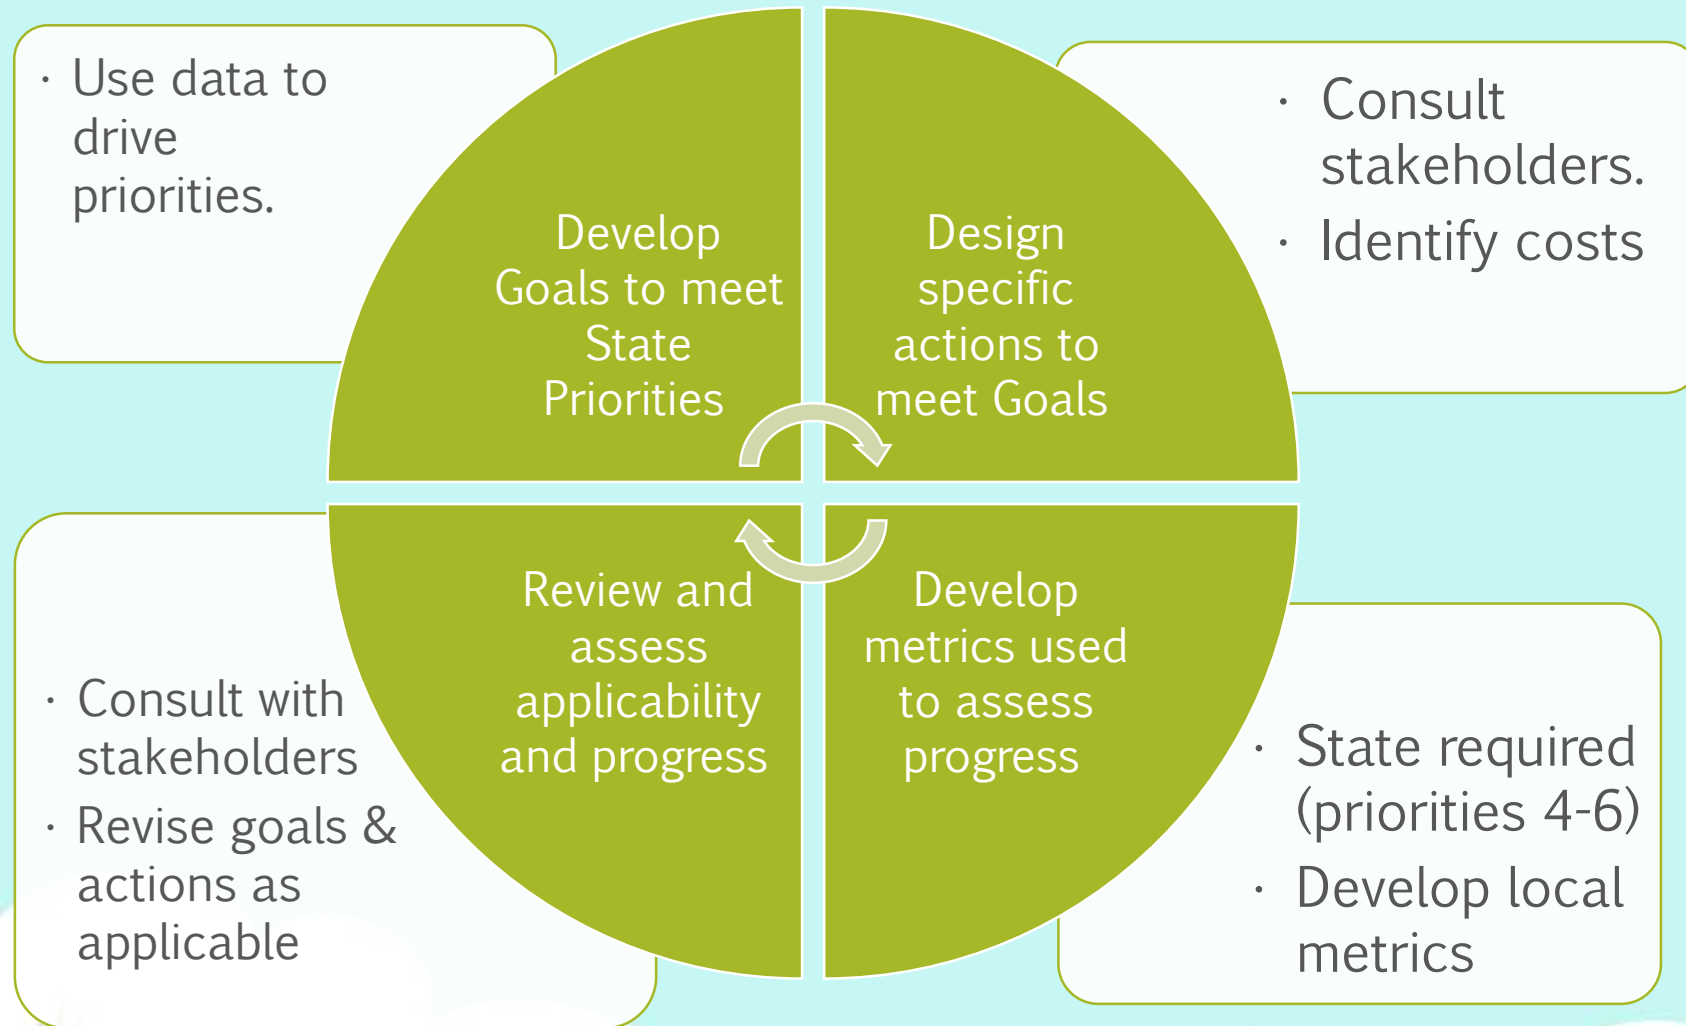 · Use data to
drive
priorities.
Develop
Goals to meet
State
Priorities
Design
specific
actions to
meet Goals
· Consult
stakeholders.
· Identify costs
· Consult with
stakeholders
· Revise goals &
actions as
applicable
Review and
assess
applicability
and progress
Develop
metrics used
to assess
progress
· State required
(priorities 4-6)
· Develop local
metrics